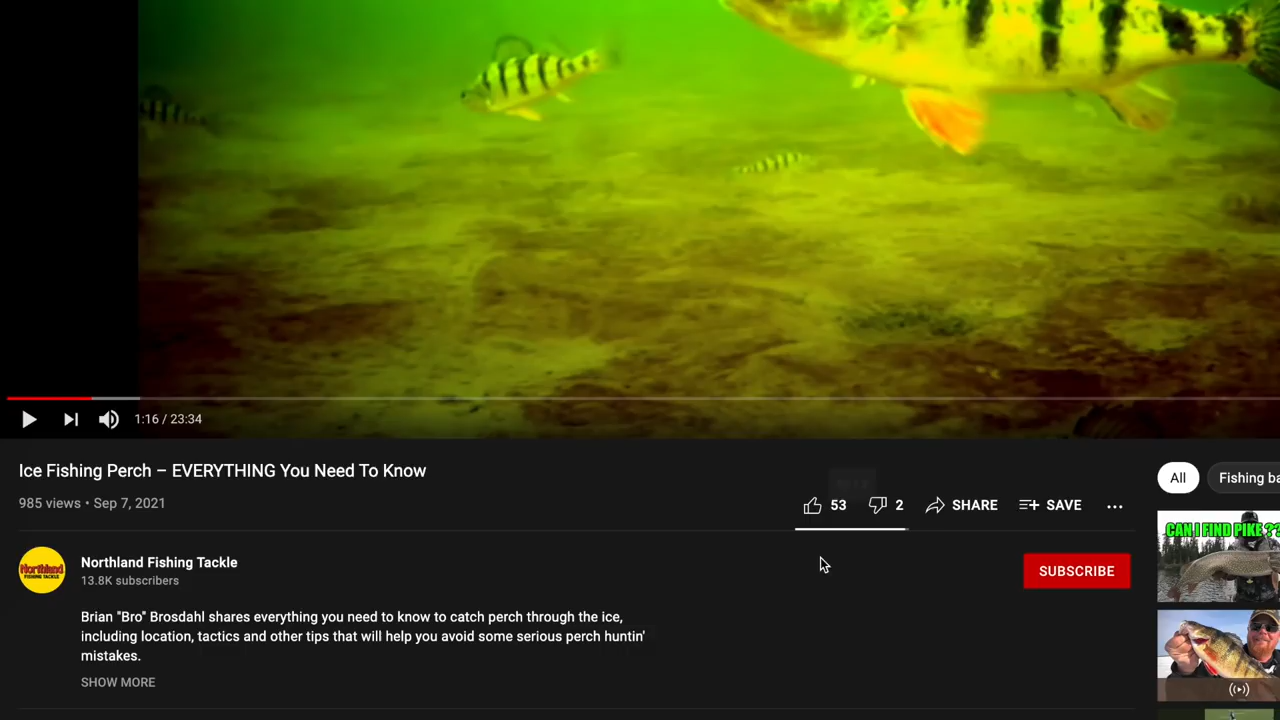 1:16 / 23:34
Ice Fishing Perch – EVERYTHING You Need To Know
985 views • Sep 7, 2021
53
2
SHARE
SAVE
All
Fishing ba
CAN I FIND PIKE ??
Northland
FISHING TACKLE
Northland Fishing Tackle
13.8K subscribers
SUBSCRIBE
Brian "Bro" Brosdahl shares everything you need to know to catch perch through the ice,
including location, tactics and other tips that will help you avoid some serious perch huntin'
mistakes.
SHOW MORE